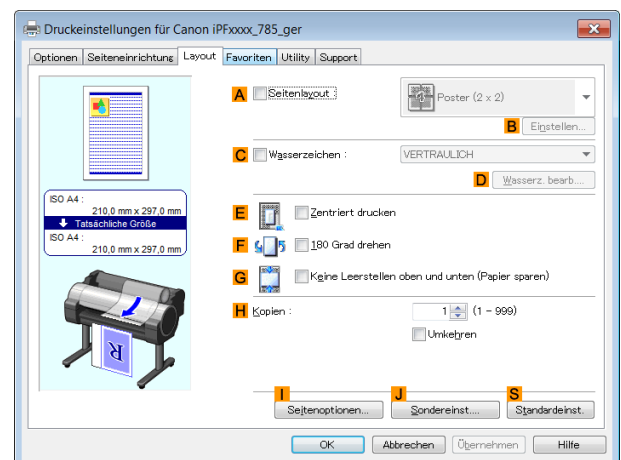 Druckeinstellungen für Canon iPFxxxx_785_ger
Optionen Seiteneinrichtung Layout Favoriten Utility Support
A Seitenlayout : Poster (2 x 2)
B Einstellen...
C Wasserzeichen : VERTRAULICH
D Wasserz. bearb....
ISO A4 :
210,0 mm x 297,0 mm
Tatsächliche Größe
ISO A4 :
210,0 mm x 297,0 mm
E Zentriert drucken
F 180 Grad drehen
G Keine Leerstellen oben und unten (Papier sparen)
H Kopien : 1 (1 - 999)
Umkehren
R
I J S
Seitenoptionen... Sondereinst.... Standardeinst.
OK Abbrechen Übernehmen Hilfe